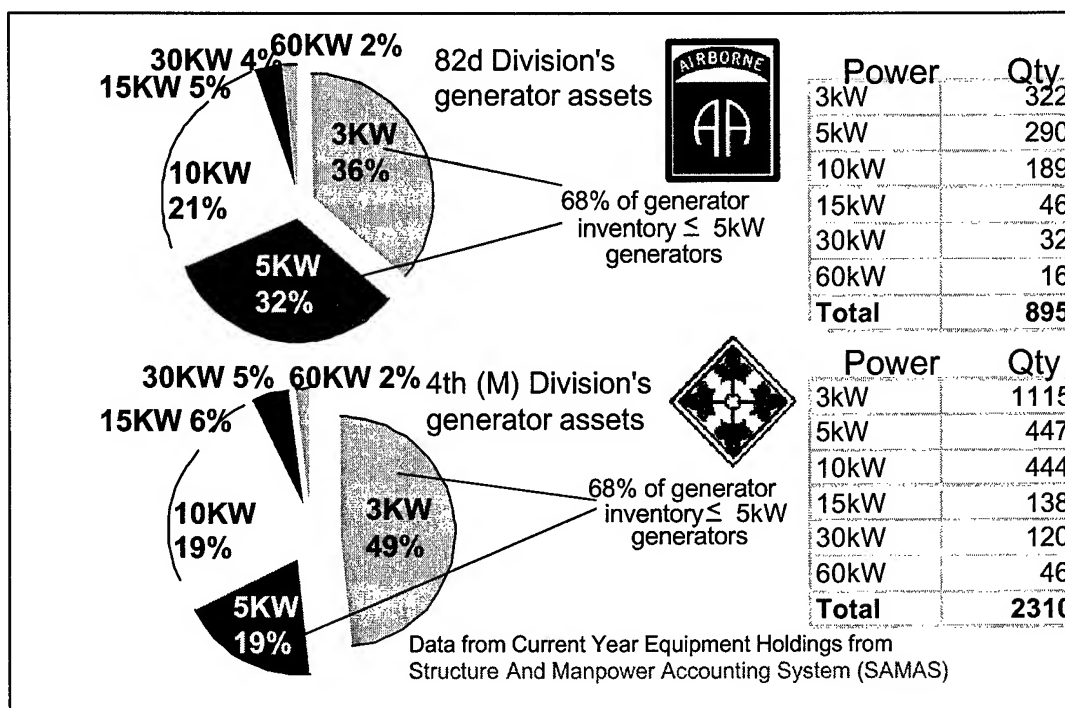 60KW 2%
30KW 4%
15KW 5%
10KW
21%
3KW
36%
5KW
32%
82d Division's
generator assets
AIRBORNE
AA
68% of generator
inventory ≤ 5kW
generators
Power Qty
3kW 322
5kW 290
10kW 189
15kW 46
30kW 32
60kW 16
Total 895
30KW 5% 60KW 2%
15KW 6%
10KW
19%
3KW
49%
5KW
19%
4th (M) Division's
generator assets
68% of generator
inventory ≤ 5kW
generators
Power Qty
3kW 1115
5kW 447
10kW 444
15kW 138
30kW 120
60kW 46
Total 2310
Data from Current Year Equipment Holdings from
Structure And Manpower Accounting System (SAMAS)